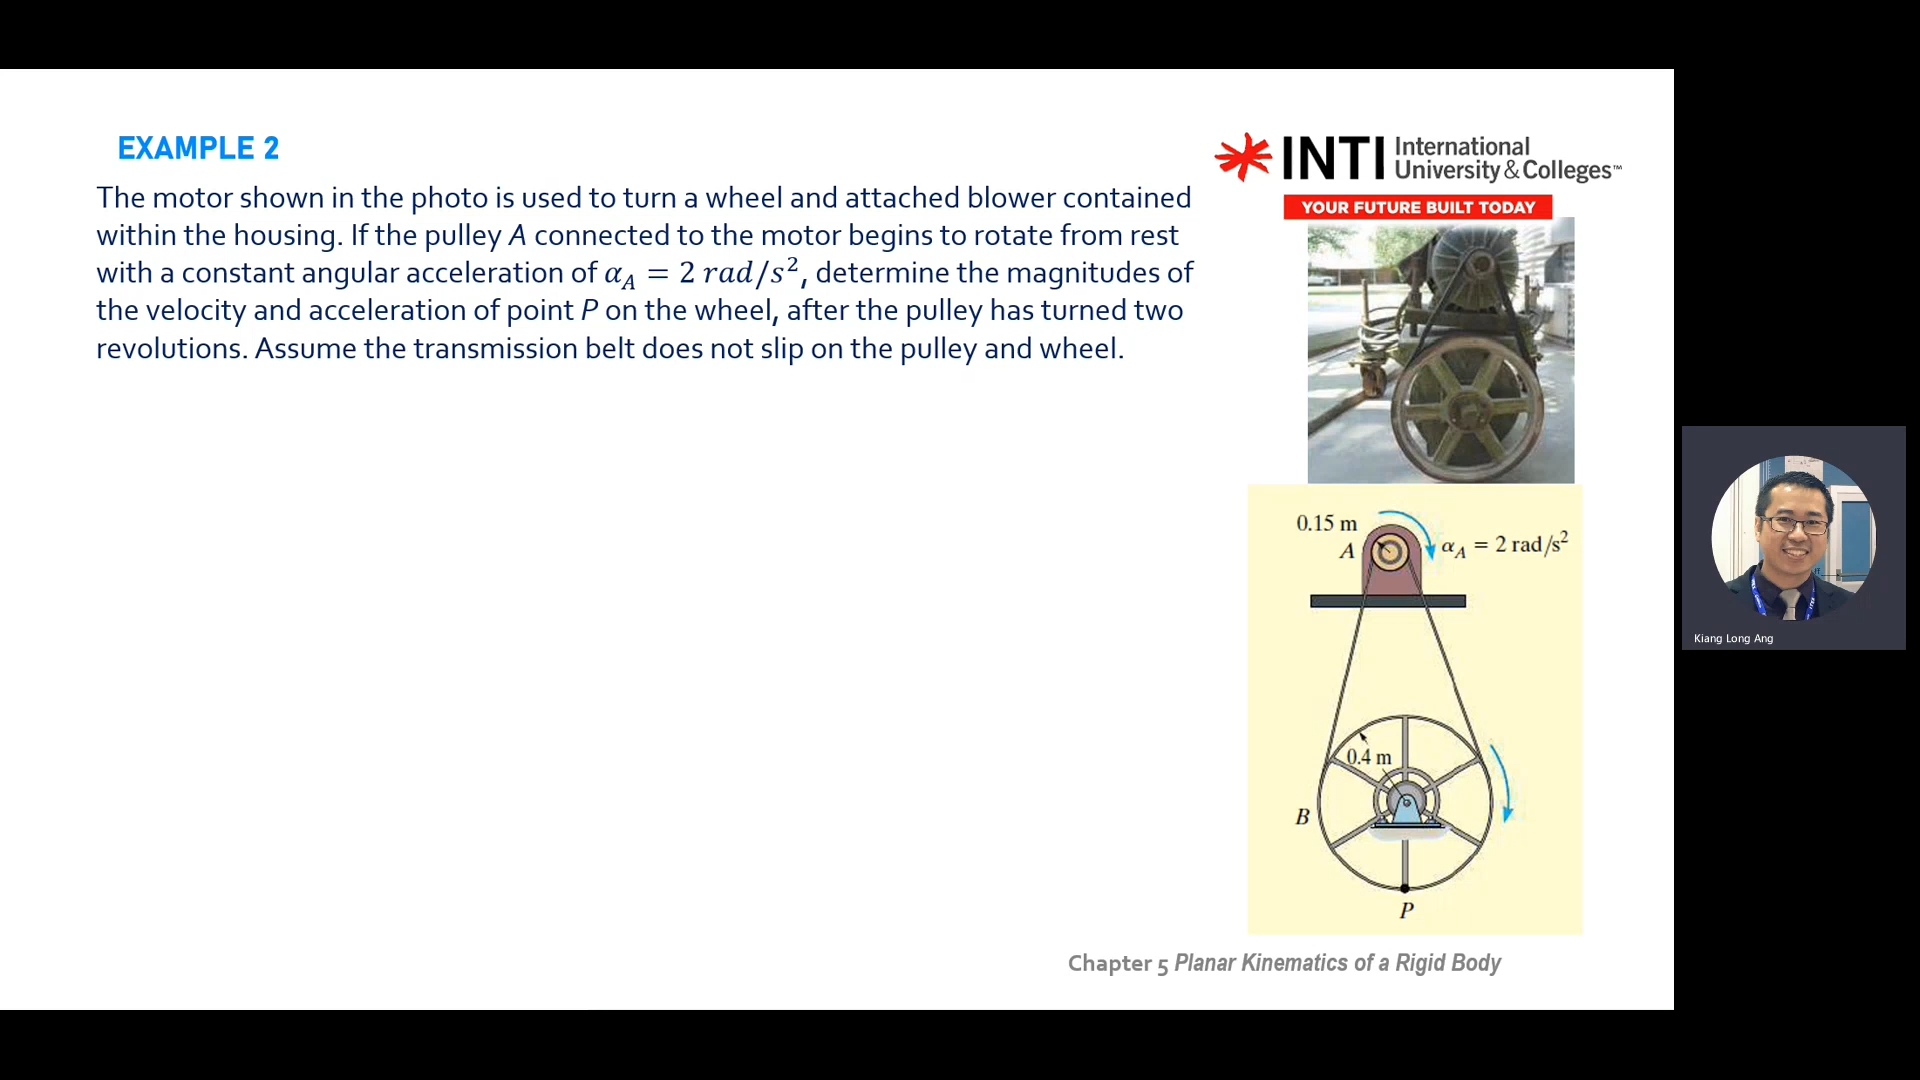 EXAMPLE 2
The motor shown in the photo is used to turn a wheel and attached blower contained
within the housing. If the pulley A connected to the motor begins to rotate from rest
with a constant angular acceleration of α_A = 2 rad/s², determine the magnitudes of
the velocity and acceleration of point P on the wheel, after the pulley has turned two
revolutions. Assume the transmission belt does not slip on the pulley and wheel.
INTI International
University & Colleges™
YOUR FUTURE BUILT TODAY
0.15 m
A
α_A = 2 rad/s²
0.4 m
B
P
Chapter 5 Planar Kinematics of a Rigid Body
Kiang Long Ang